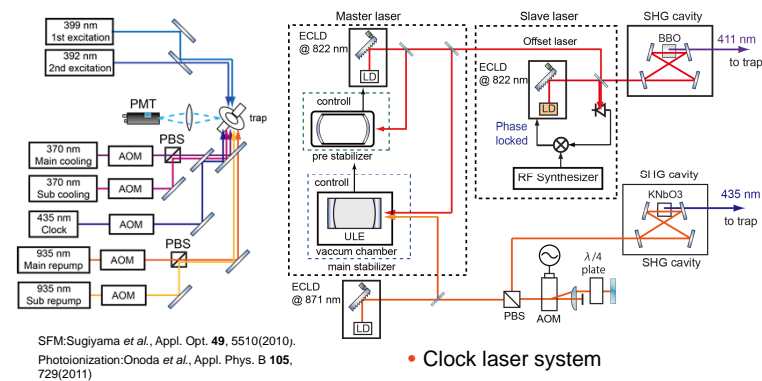 399 nm
1st excitation
392 nm
2nd excitation
PMT
trap
PBS
370 nm
Main cooling
AOM
370 nm
Sub cooling
AOM
435 nm
Clock
AOM
PBS
935 nm
Main repump
AOM
935 nm
Sub repump
AOM
Master laser
ECLD
@ 822 nm
LD
controll
pre stabilizer
controll
ULE
vaccum chamber
main stabilizer
ECLD
@ 871 nm
LD
Slave laser
Offset laser
ECLD
@ 822 nm
LD
Phase
locked
RF Synthesizer
SHG cavity
BBO
411 nm
to trap
SHG cavity
KNbO3
435 nm
to trap
SHG cavity
λ/4
plate
PBS
AOM
SFM:Sugiyama et al., Appl. Opt. 49, 5510(2010).
Photoionization:Onoda et al., Appl. Phys. B 105,
729(2011)
• Clock laser system